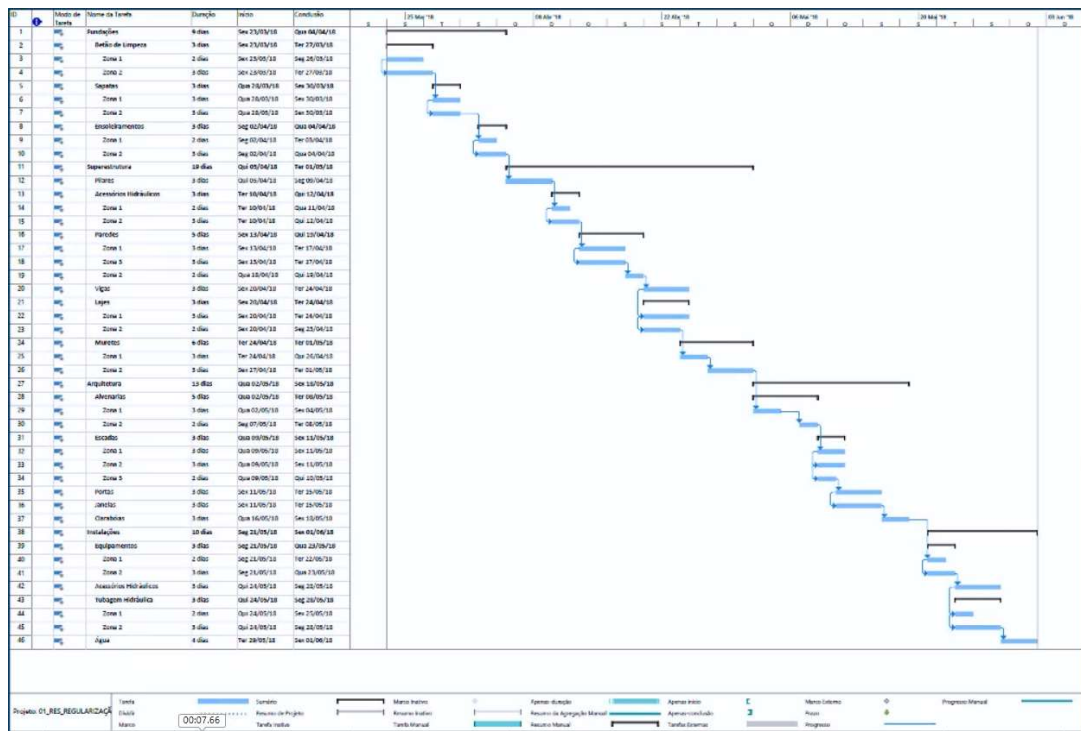 ID Modo de Tarefa Nome da Tarefa Duração Início Conclusão 25 Mar '18 08 Abr '18 22 Abr '18 06 Mai '18 20 Mai '18 03 Jun '18
S D S T Q S D S T Q S D
1 Fundações 9 dias Sex 23/03/18 Qua 04/04/18
2 Betão de Limpeza 3 dias Sex 23/03/18 Ter 27/03/18
3 Zona 1 2 dias Sex 23/03/18 Seg 26/03/18
4 Zona 2 3 dias Sex 23/03/18 Ter 27/03/18
5 Sapatas 3 dias Qua 28/03/18 Sex 30/03/18
6 Zona 1 3 dias Qua 28/03/18 Sex 30/03/18
7 Zona 2 3 dias Qua 28/03/18 Sex 30/03/18
8 Ensoleiramentos 3 dias Seg 02/04/18 Qua 04/04/18
9 Zona 1 2 dias Seg 02/04/18 Ter 03/04/18
10 Zona 2 3 dias Seg 02/04/18 Qua 04/04/18
11 Superestrutura 19 dias Qui 05/04/18 Ter 01/05/18
12 Pilares 3 dias Qui 05/04/18 Seg 09/04/18
13 Acessórios Hidráulicos 3 dias Ter 10/04/18 Qui 12/04/18
14 Zona 1 2 dias Ter 10/04/18 Qua 11/04/18
15 Zona 2 3 dias Ter 10/04/18 Qui 12/04/18
16 Paredes 5 dias Sex 13/04/18 Qui 19/04/18
17 Zona 1 3 dias Sex 13/04/18 Ter 17/04/18
18 Zona 3 3 dias Sex 13/04/18 Ter 17/04/18
19 Zona 2 2 dias Qua 18/04/18 Qui 19/04/18
20 Vigas 3 dias Sex 20/04/18 Ter 24/04/18
21 Lajes 3 dias Sex 20/04/18 Ter 24/04/18
22 Zona 1 3 dias Sex 20/04/18 Ter 24/04/18
23 Zona 2 2 dias Sex 20/04/18 Seg 23/04/18
24 Muretes 6 dias Ter 24/04/18 Ter 01/05/18
25 Zona 1 3 dias Ter 24/04/18 Qui 26/04/18
26 Zona 2 3 dias Sex 27/04/18 Ter 01/05/18
27 Arquitetura 13 dias Qua 02/05/18 Sex 18/05/18
28 Alvenarias 5 dias Qua 02/05/18 Ter 08/05/18
29 Zona 1 3 dias Qua 02/05/18 Sex 04/05/18
30 Zona 2 2 dias Seg 07/05/18 Ter 08/05/18
31 Escadas 3 dias Qua 09/05/18 Sex 11/05/18
32 Zona 1 3 dias Qua 09/05/18 Sex 11/05/18
33 Zona 2 3 dias Qua 09/05/18 Sex 11/05/18
34 Zona 3 2 dias Qua 09/05/18 Qui 10/05/18
35 Portas 3 dias Sex 11/05/18 Ter 15/05/18
36 Janelas 3 dias Sex 11/05/18 Ter 15/05/18
37 Clarabóias 3 dias Qua 16/05/18 Sex 18/05/18
38 Instalações 10 dias Seg 21/05/18 Sex 01/06/18
39 Equipamentos 3 dias Seg 21/05/18 Qua 23/05/18
40 Zona 1 2 dias Seg 21/05/18 Ter 22/05/18
41 Zona 2 3 dias Seg 21/05/18 Qua 23/05/18
42 Acessórios Hidráulicos 3 dias Qui 24/05/18 Seg 28/05/18
43 Tubagem Hidráulica 3 dias Qui 24/05/18 Seg 28/05/18
44 Zona 1 2 dias Qui 24/05/18 Sex 25/05/18
45 Zona 2 3 dias Qui 24/05/18 Seg 28/05/18
46 Água 4 dias Ter 29/05/18 Sex 01/06/18
Tarefa Sumário Marco Inativo Apenas duração Apenas início Marco Externo Progresso Manual
Projeto: 01_RES_REGULARIZAÇÃ Dividir Resumo de Projeto Resumo Inativo Resumo da Agregação Manual Apenas conclusão Prazo
Marco Tarefa Inativa Tarefa Manual Resumo Manual Tarefas Externas Progresso
00:07.66